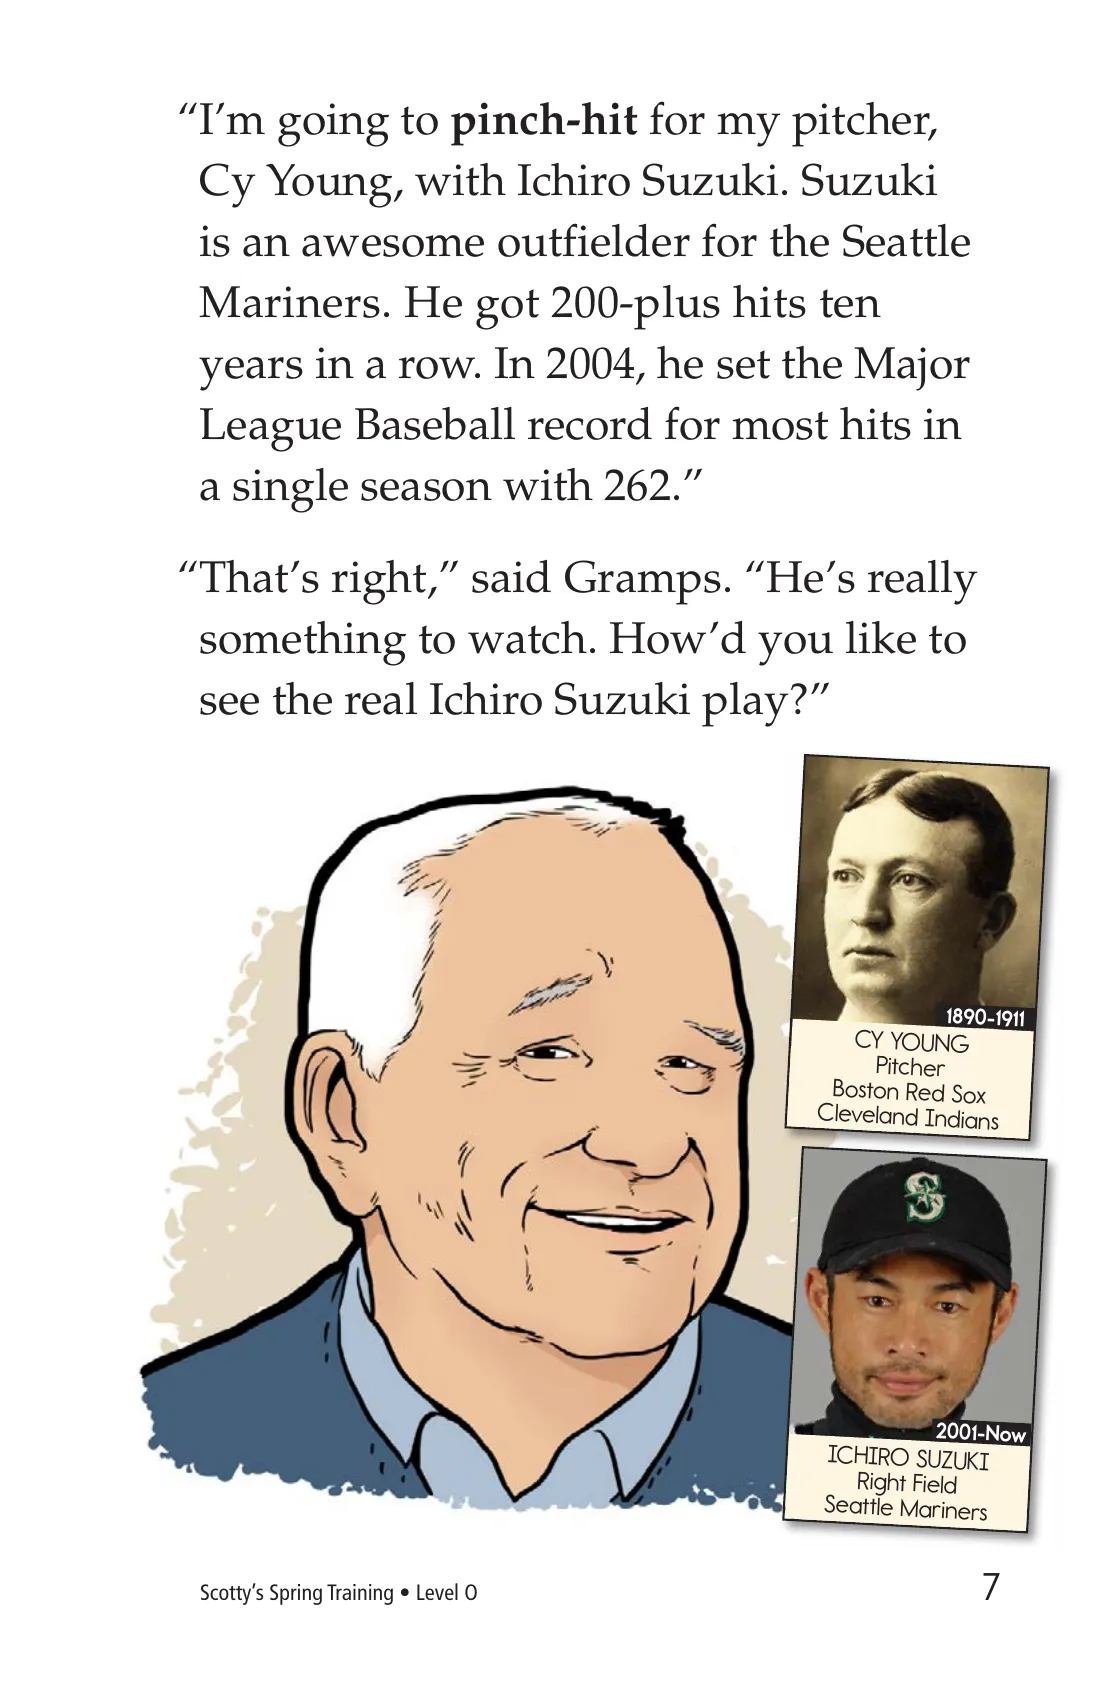 “I’m going to pinch-hit for my pitcher,
Cy Young, with Ichiro Suzuki. Suzuki
is an awesome outfielder for the Seattle
Mariners. He got 200-plus hits ten
years in a row. In 2004, he set the Major
League Baseball record for most hits in
a single season with 262.”
“That’s right,” said Gramps. “He’s really
something to watch. How’d you like to
see the real Ichiro Suzuki play?”
1890-1911
CY YOUNG
Pitcher
Boston Red Sox
Cleveland Indians
S
2001-Now
ICHIRO SUZUKI
Right Field
Seattle Mariners
Scotty’s Spring Training • Level O
7